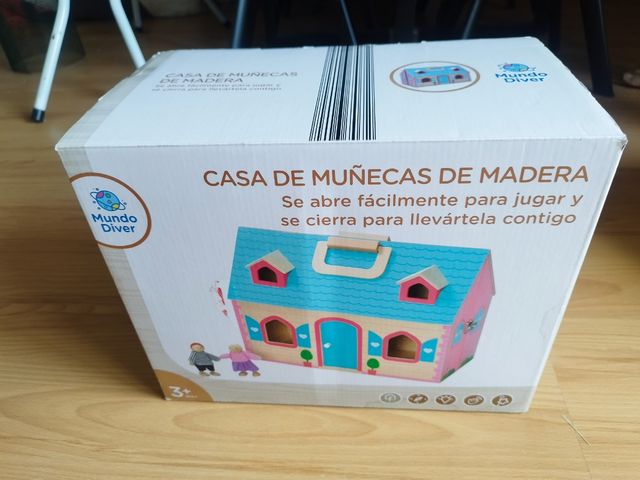 CASA DE MUÑECAS
DE MADERA
Se abre fácilmente para jugar y
se cierra para llevártela contigo
Mundo
Diver
CASA DE MUÑECAS DE MADERA
Se abre fácilmente para jugar y
se cierra para llevártela contigo
Mundo
Diver
3+